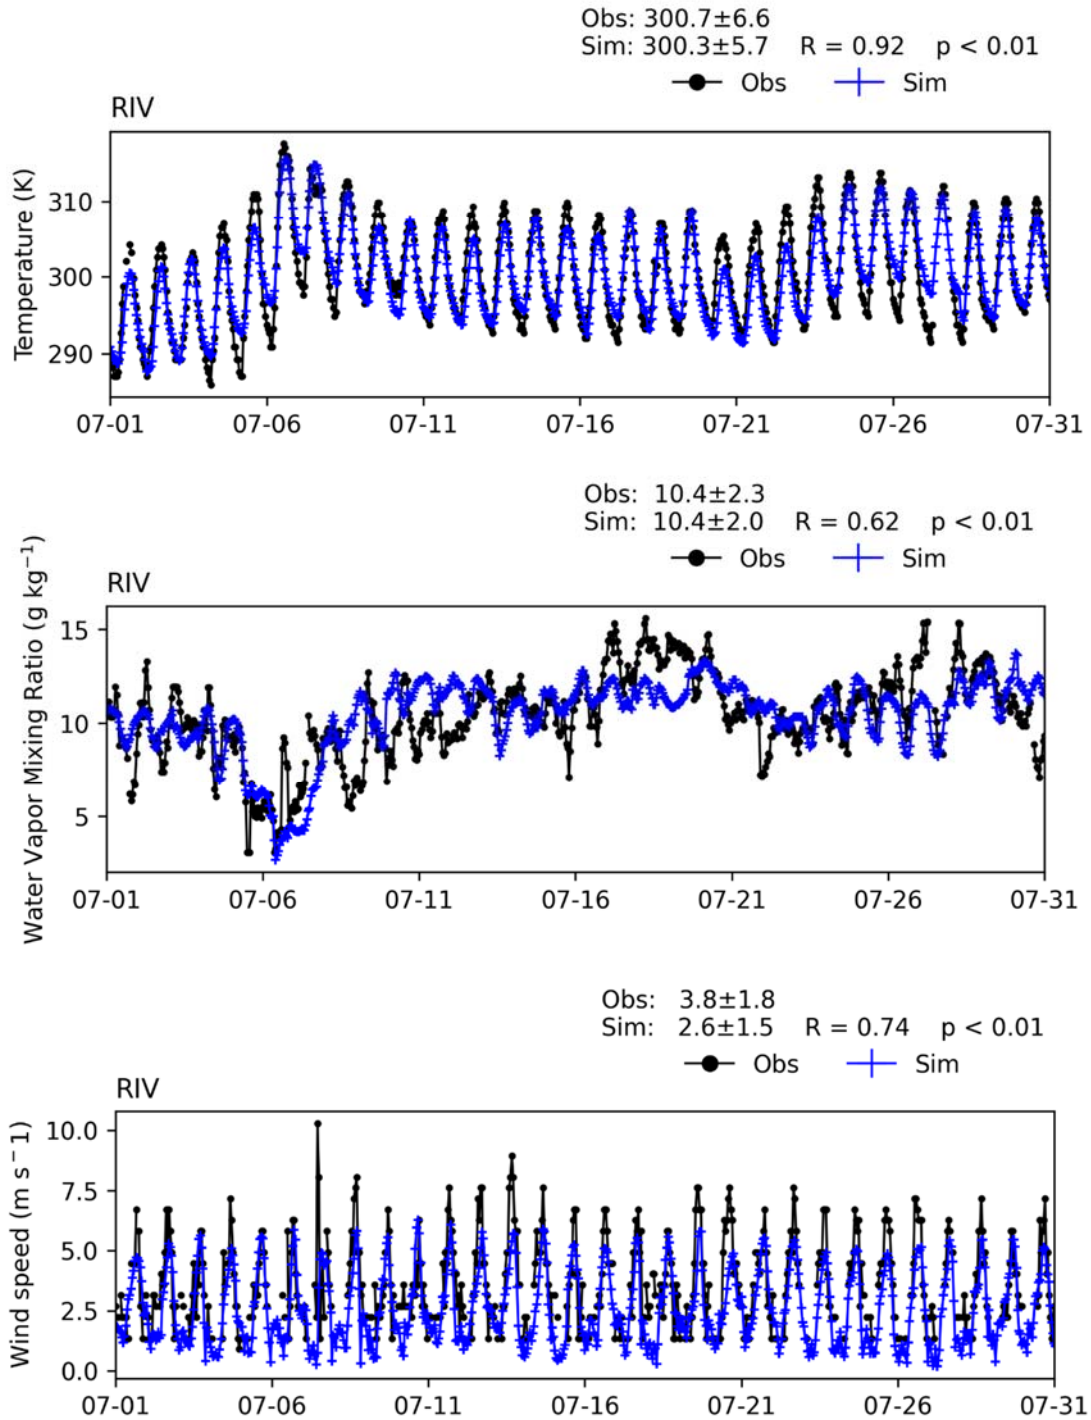 Obs: 300.7±6.6
Sim: 300.3±5.7 R = 0.92 p < 0.01
Obs Sim
RIV
Temperature (K)
310
300
290
07-01 07-06 07-11 07-16 07-21 07-26 07-31
Obs: 10.4±2.3
Sim: 10.4±2.0 R = 0.62 p < 0.01
Obs Sim
RIV
Water Vapor Mixing Ratio (g kg⁻¹)
15
10
5
07-01 07-06 07-11 07-16 07-21 07-26 07-31
Obs: 3.8±1.8
Sim: 2.6±1.5 R = 0.74 p < 0.01
Obs Sim
RIV
Wind speed (m s⁻1)
10.0
7.5
5.0
2.5
0.0
07-01 07-06 07-11 07-16 07-21 07-26 07-31